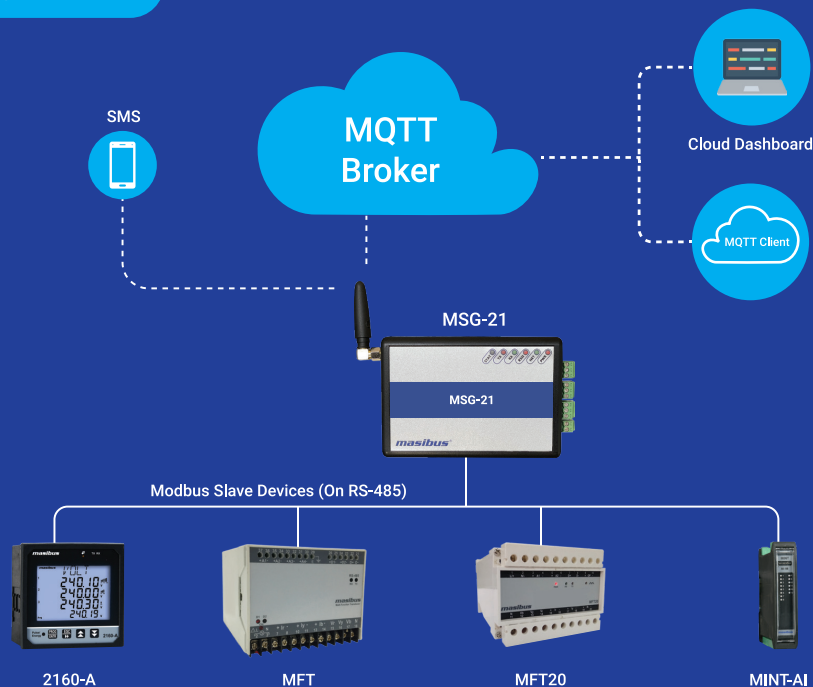 SMS
MQTT
Broker
Cloud Dashboard
MQTT Client
MSG-21
MSG-21
masibus
Modbus Slave Devices (On RS-485)
masibus
VOLT
240.10
240.00
240.30
240.19
2160-A
masibus
masibus
2160-A
MFT
MFT20
MINT-AI